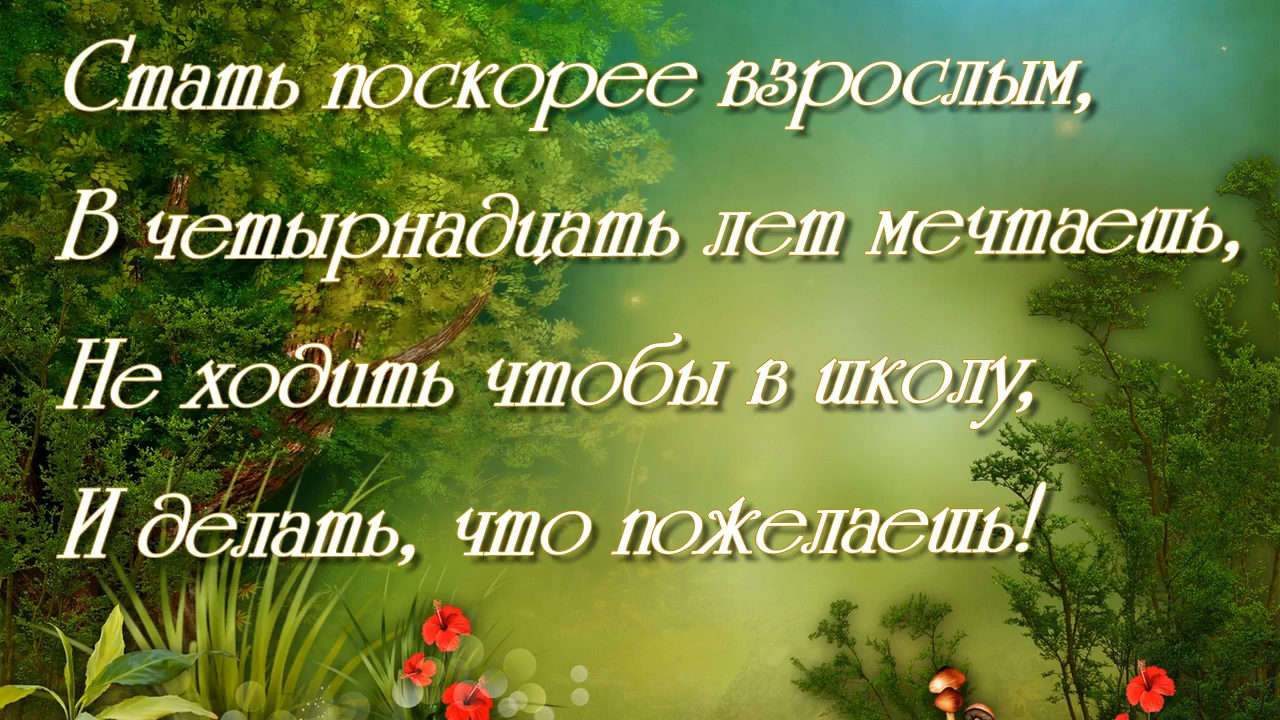 Стать поскорее взрослым,
В четырнадцать лет мечтаешь,
Не ходить чтобы в школу,
И делать, что пожелаешь!